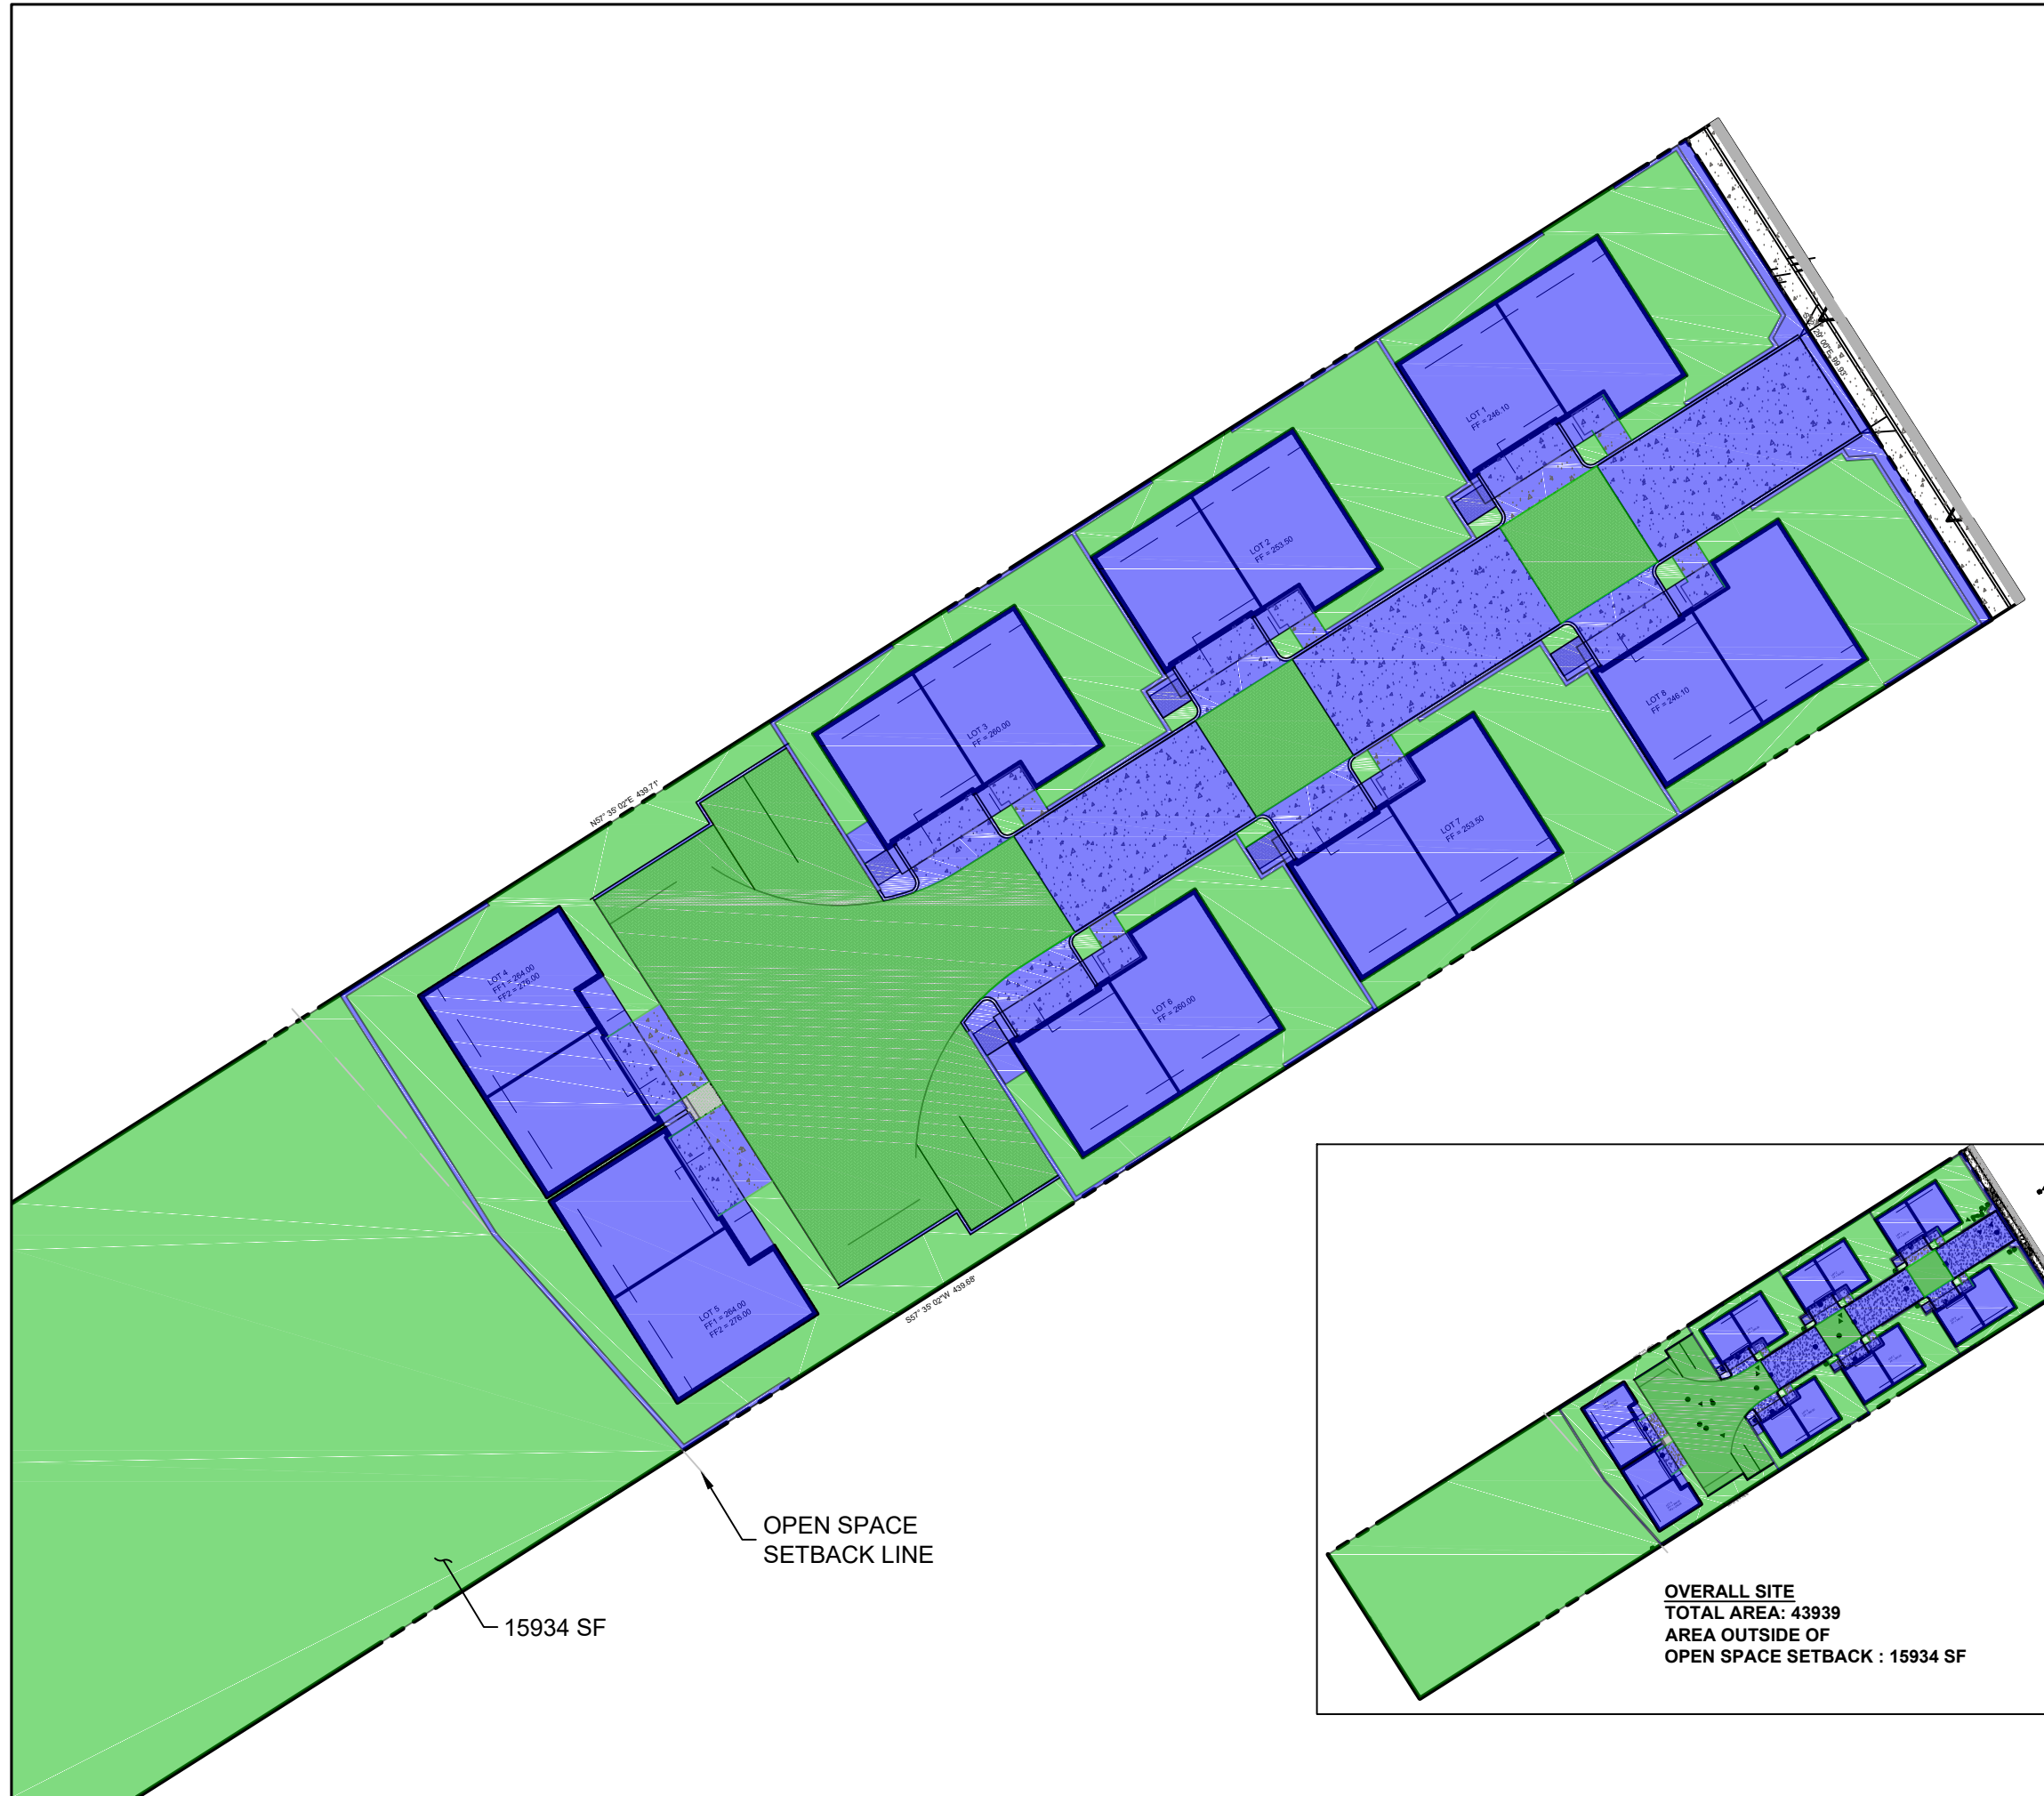 LOT 1
FF = 246.10
LOT 2
FF = 253.50
LOT 3
FF = 260.00
LOT 8
FF = 246.10
LOT 7
FF = 253.50
LOT 6
FF = 260.00
N57° 35' 02"E 439.71'
LOT 4
FF1 = 264.00
FF2 = 276.00
LOT 5
FF1 = 264.00
FF2 = 276.00
S57° 35' 02"W 439.68'
OPEN SPACE
SETBACK LINE
15934 SF
OVERALL SITE
TOTAL AREA: 43939
AREA OUTSIDE OF
OPEN SPACE SETBACK : 15934 SF